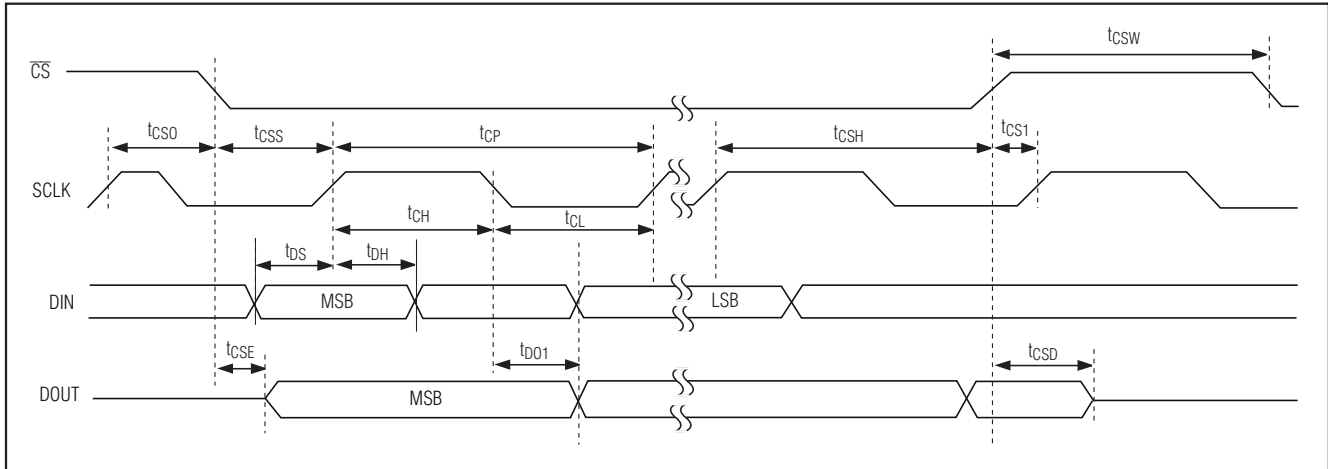 tCSW
CS
tCSO tCSS tCP tCSH tCS1
SCLK
tCH tCL
tDS tDH
DIN MSB LSB
tCSE tDO1 tCSD
DOUT MSB